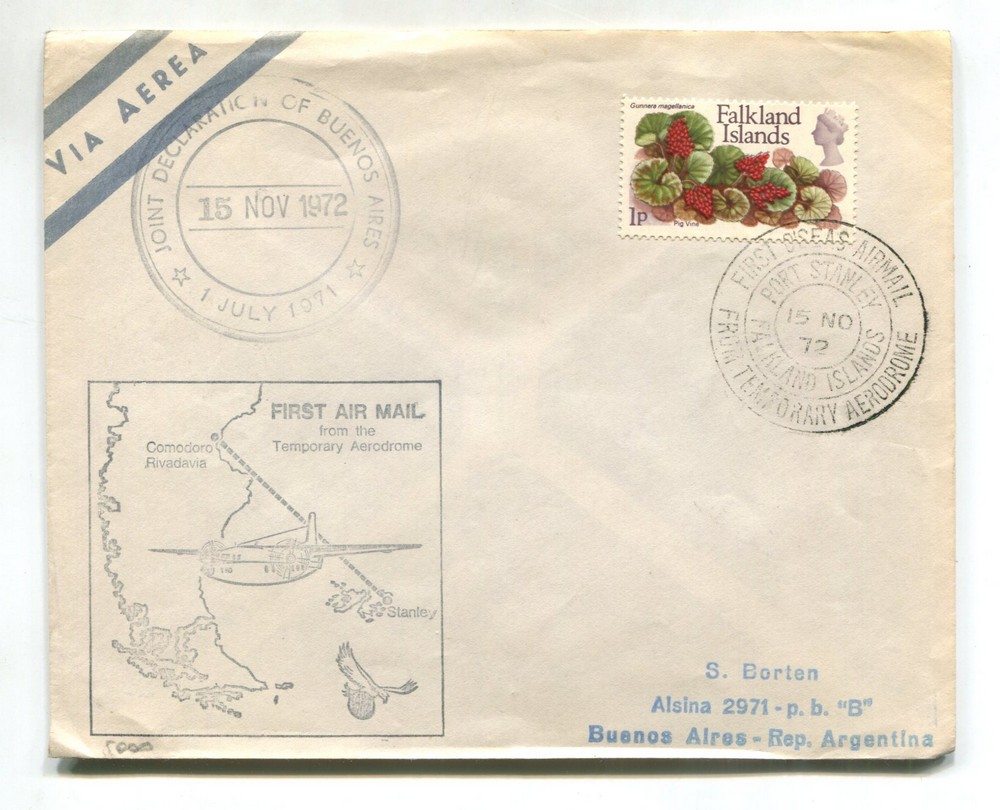 VIA AEREA
JOINT DECLARATION OF BUENOS AIRES
15 NOV 1972
☆ 1 JULY 1971 ☆
Gunnera magellanica
Falkland
Islands
1P
Pig Vine
FIRST O'SEAS AIRMAIL
FROM TEMPORARY AERODROME
PORT STANLEY
FALKLAND ISLANDS
15 NO
72
FIRST AIR MAIL
from the
Temporary Aerodrome
Comodoro
Rivadavia
Stanley
S. Borten
Alsina 2971 - p. b. "B"
Buenos Aires - Rep. Argentina